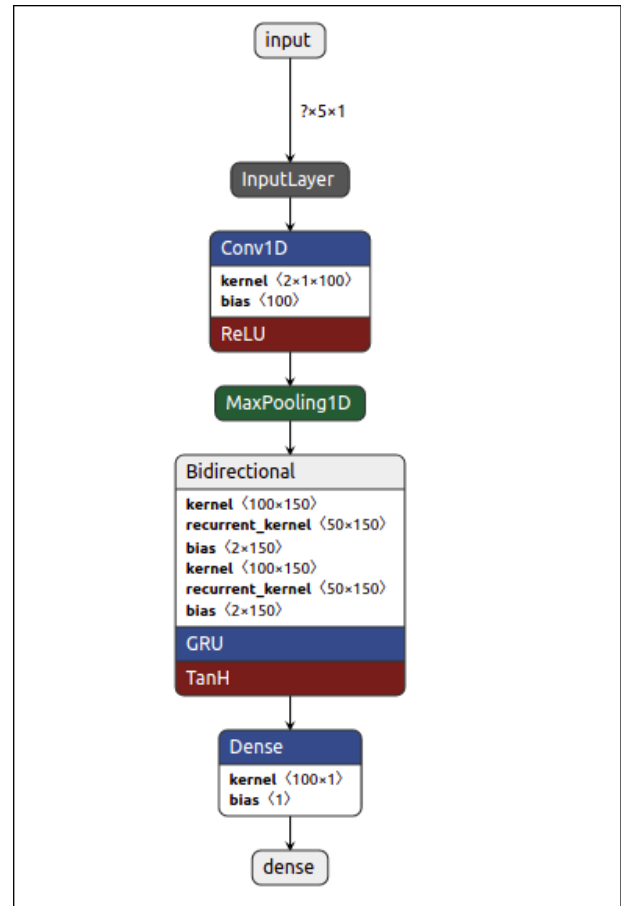 input
?×5×1
InputLayer
Conv1D
kernel 〈2×1×100〉
bias 〈100〉
ReLU
MaxPooling1D
Bidirectional
kernel 〈100×150〉
recurrent_kernel 〈50×150〉
bias 〈2×150〉
kernel 〈100×150〉
recurrent_kernel 〈50×150〉
bias 〈2×150〉
GRU
TanH
Dense
kernel 〈100×1〉
bias 〈1〉
dense